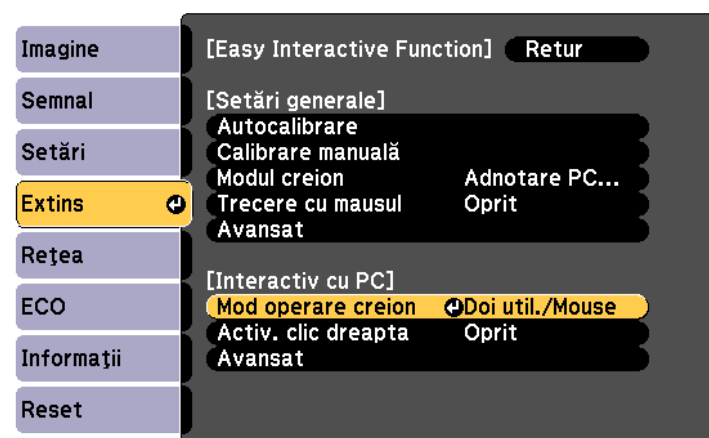 Imagine
Semnal
Setări
Extins
Reţea
ECO
Informaţii
Reset
[Easy Interactive Function] Retur
[Setări generale]
Autocalibrare
Calibrare manuală
Modul creion Adnotare PC...
Trecere cu mausul Oprit
Avansat
[Interactiv cu PC]
Mod operare creion Doi util./Mouse
Activ. clic dreapta Oprit
Avansat